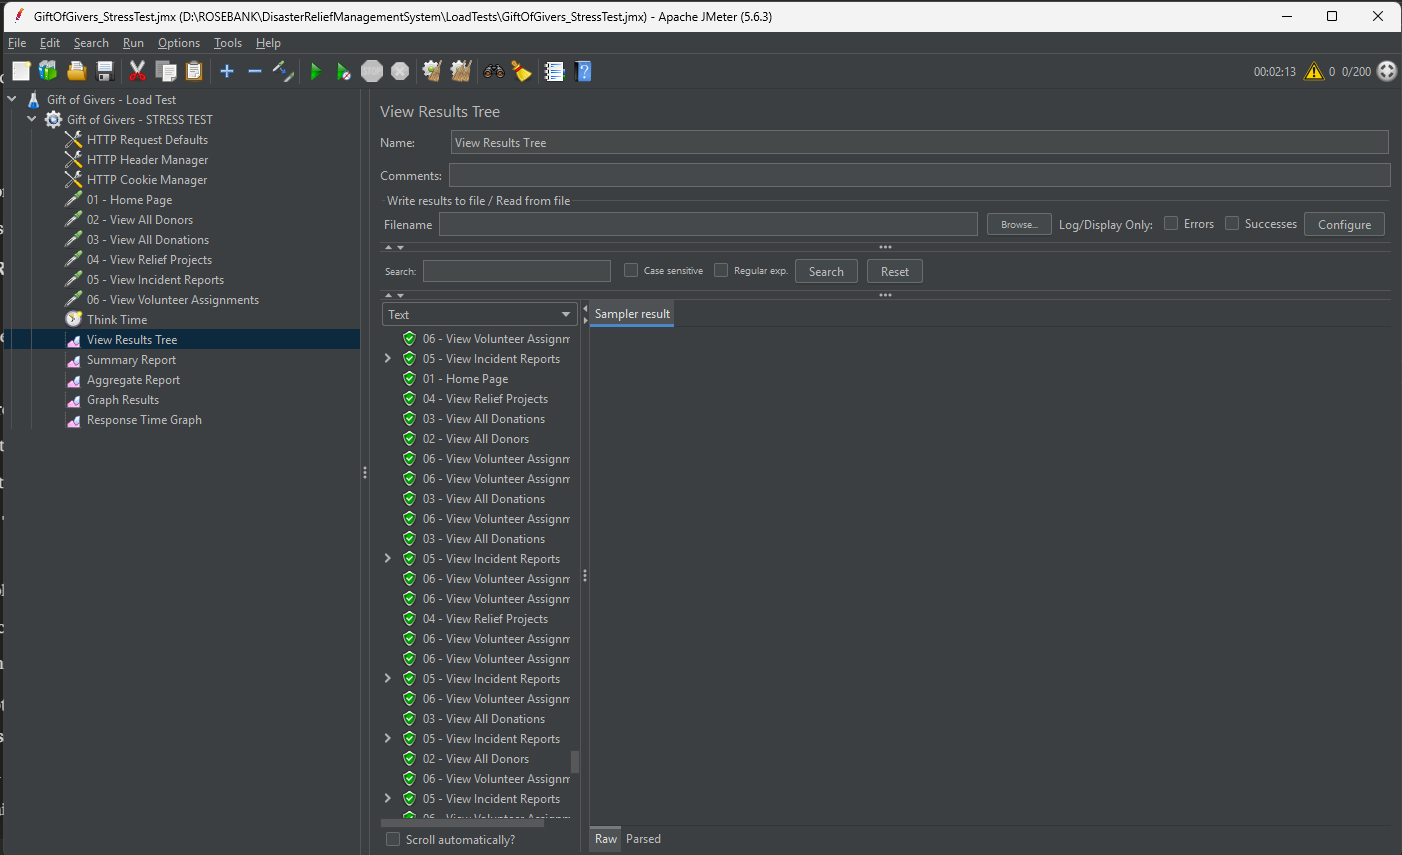 GiftOfGivers_StressTest.jmx (D:\ROSEBANK\DisasterReliefManagementSystem\LoadTests\GiftOfGivers_StressTest.jmx) - Apache JMeter (5.6.3)
File Edit Search Run Options Tools Help
STOP
00:02:13 0 0/200
Gift of Givers - Load Test
Gift of Givers - STRESS TEST
HTTP Request Defaults
HTTP Header Manager
HTTP Cookie Manager
01 - Home Page
02 - View All Donors
03 - View All Donations
04 - View Relief Projects
05 - View Incident Reports
06 - View Volunteer Assignments
Think Time
View Results Tree
Summary Report
Aggregate Report
Graph Results
Response Time Graph
View Results Tree
Name: View Results Tree
Comments:
Write results to file / Read from file
Filename Browse... Log/Display Only: Errors Successes Configure
Search: Case sensitive Regular exp. Search Reset
Text
Sampler result
06 - View Volunteer Assignm
05 - View Incident Reports
01 - Home Page
04 - View Relief Projects
03 - View All Donations
02 - View All Donors
06 - View Volunteer Assignm
06 - View Volunteer Assignm
03 - View All Donations
06 - View Volunteer Assignm
03 - View All Donations
05 - View Incident Reports
06 - View Volunteer Assignm
06 - View Volunteer Assignm
04 - View Relief Projects
06 - View Volunteer Assignm
06 - View Volunteer Assignm
05 - View Incident Reports
06 - View Volunteer Assignm
03 - View All Donations
05 - View Incident Reports
02 - View All Donors
06 - View Volunteer Assignm
05 - View Incident Reports
06 - View Volunteer Assignm
Scroll automatically?
Raw Parsed